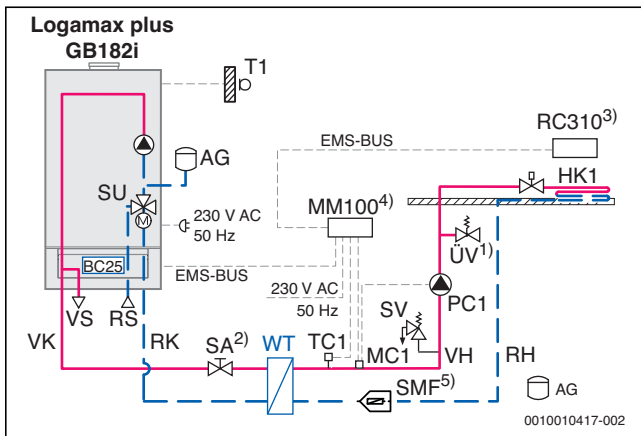 Logamax plus
GB182i
T1
RC310³⁾
EMS-BUS
HK1
AG
SU
M
230 V AC
50 Hz
MM100⁴⁾
ÜV¹⁾
BC25
EMS-BUS
230 V AC
50 Hz
PC1
VS
RS
SV
VK
RK
SA²⁾
WT
TC1
MC1
VH
RH
SMF⁵⁾
AG
0010010417-002